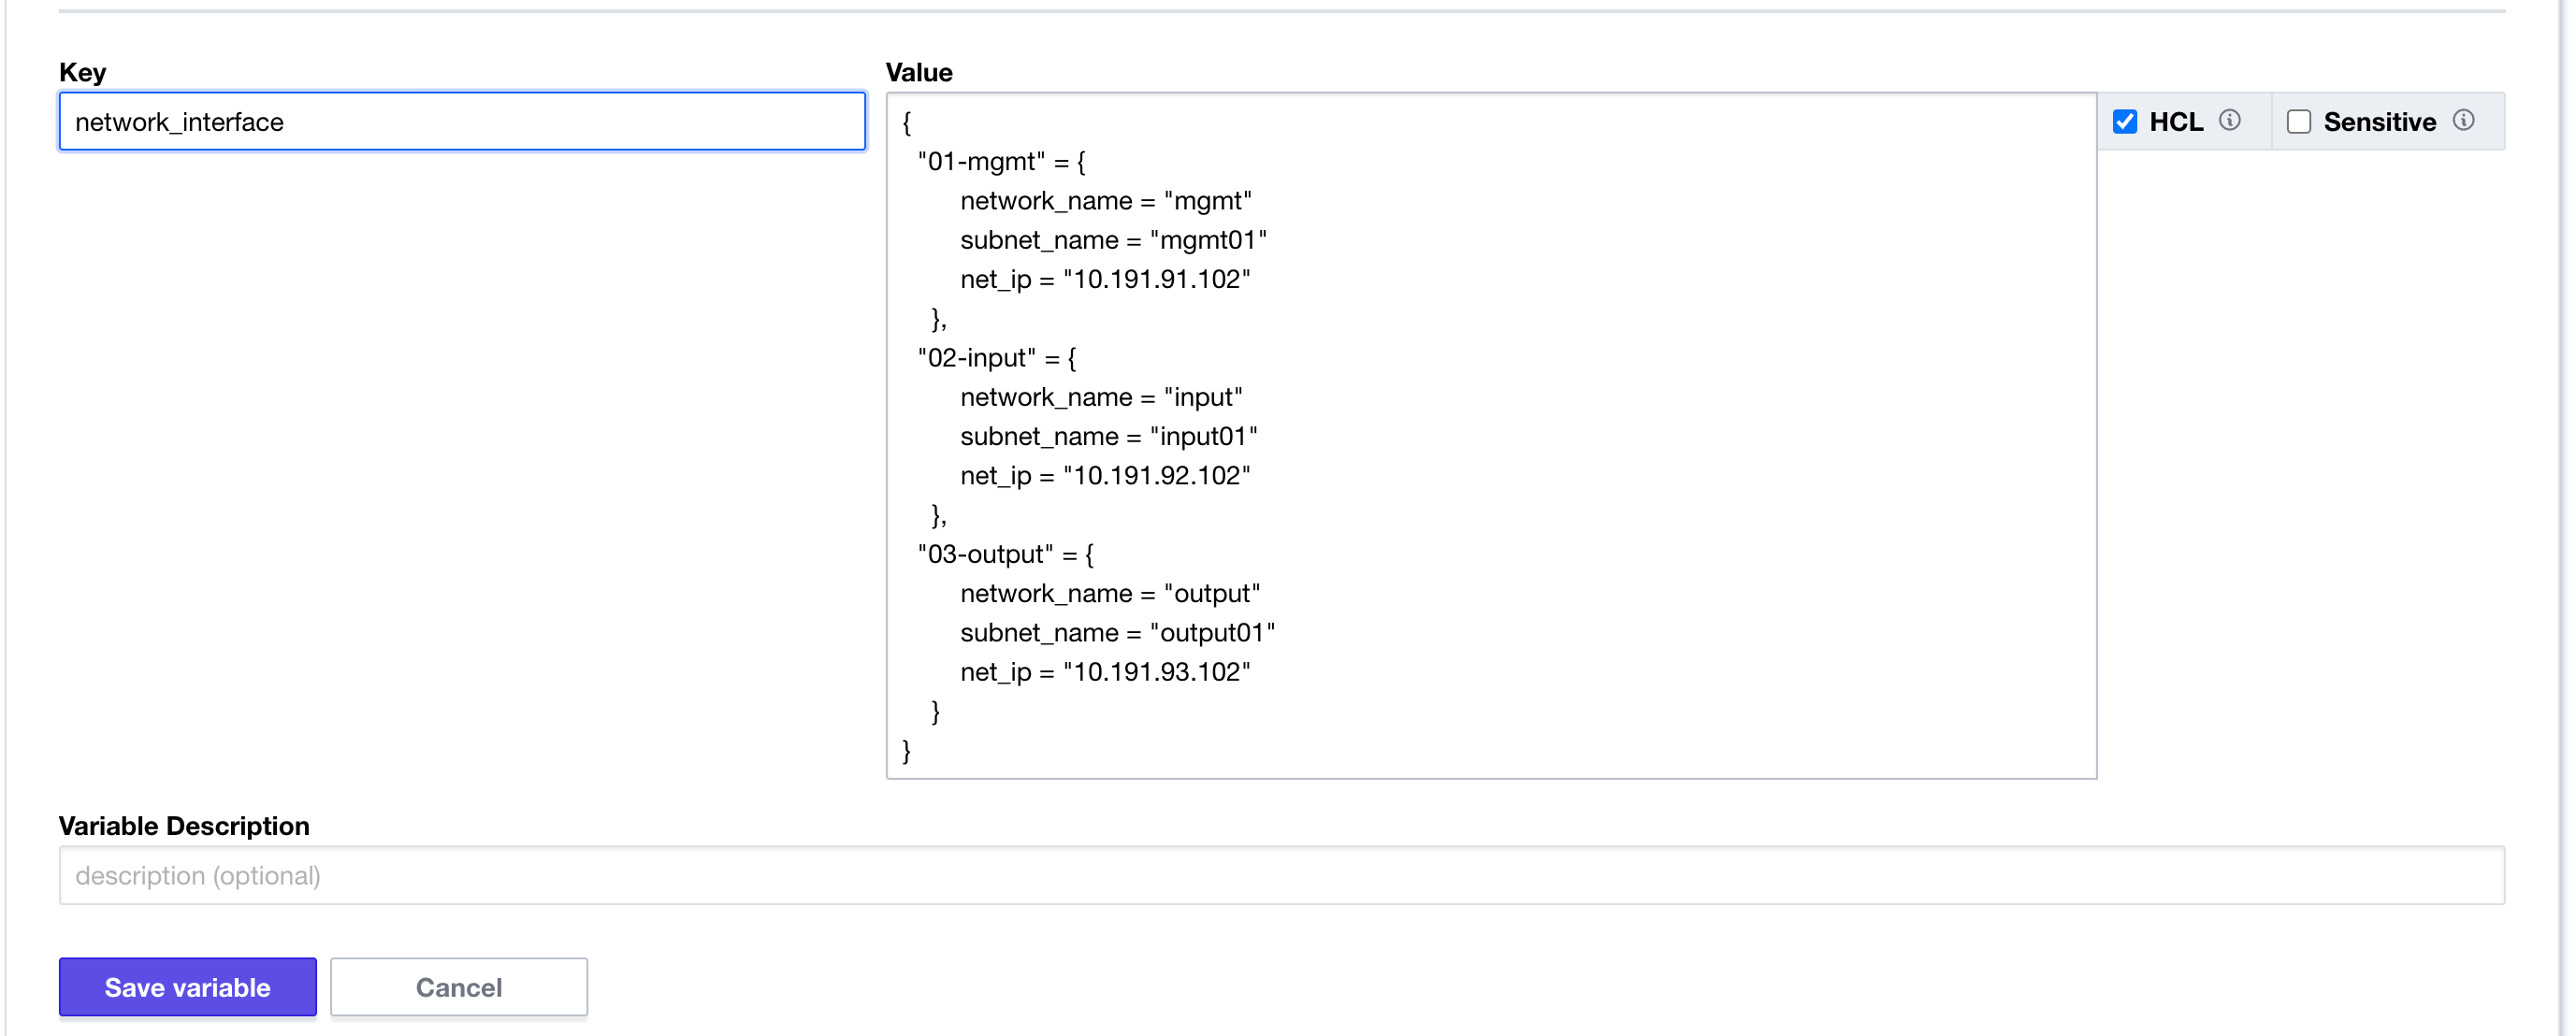 Key
Value
network_interface
{
"01-mgmt" = {
network_name = "mgmt"
subnet_name = "mgmt01"
net_ip = "10.191.91.102"
},
"02-input" = {
network_name = "input"
subnet_name = "input01"
net_ip = "10.191.92.102"
},
"03-output" = {
network_name = "output"
subnet_name = "output01"
net_ip = "10.191.93.102"
}
}
HCL
Sensitive
Variable Description
description (optional)
Save variable
Cancel